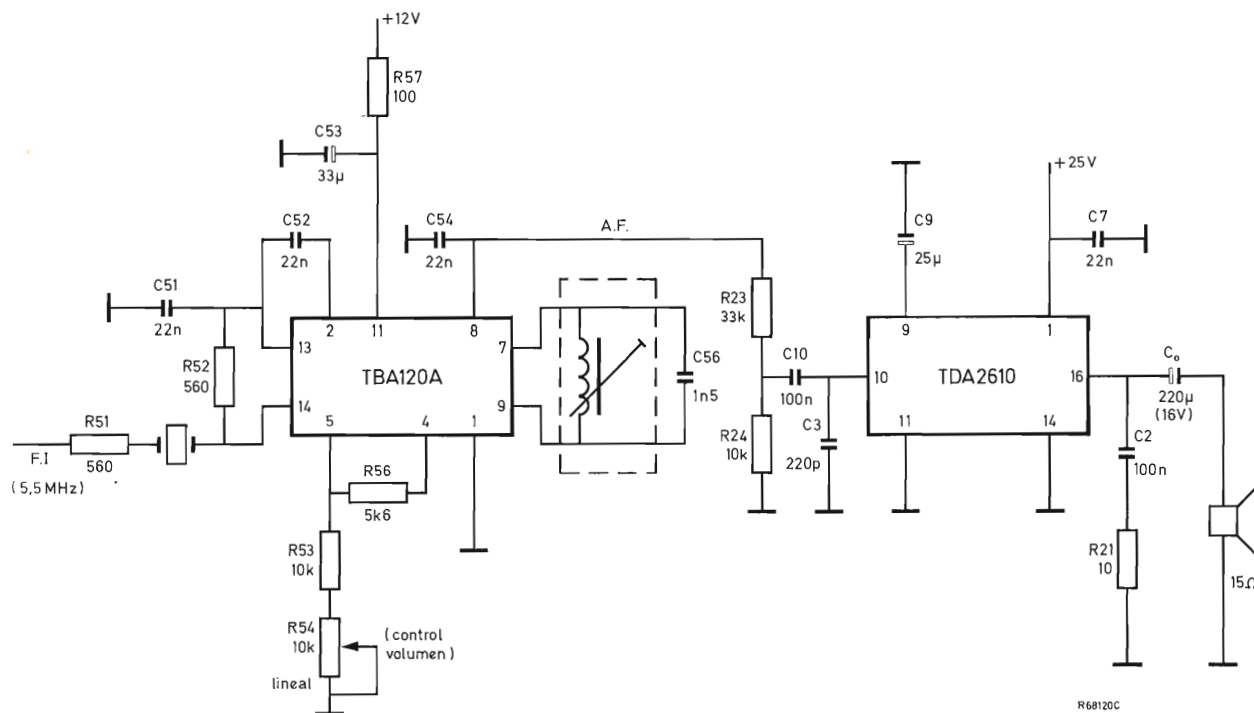 +12V
R57
100
C53
33µ
C52
22n
C54
22n
A.F.
C51
22n
R52
560
R51
560
F.I
(5,5MHz)
2
11
8
13
14
7
9
5
4
1
TBA120A
C56
1n5
R56
5k6
R53
10k
R54
10k
lineal
(control
volumen)
R23
33k
R24
10k
C10
100n
C3
220p
C9
25µ
+25V
C7
22n
9
1
10
16
11
14
TDA2610
C₀
220µ
(16V)
C2
100n
R21
10
15Ω
R68120C